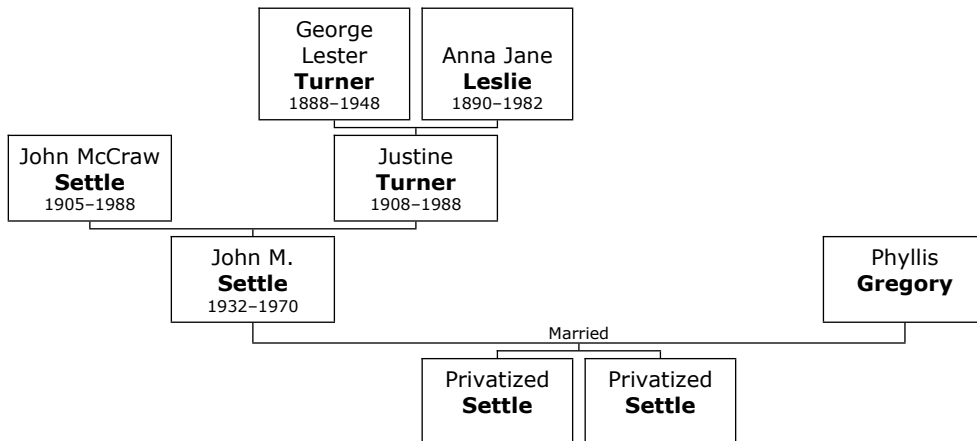 George
Lester
Turner
1888–1948
Anna Jane
Leslie
1890–1982
John McCraw
Settle
1905–1988
Justine
Turner
1908–1988
John M.
Settle
1932–1970
Phyllis
Gregory
Married
Privatized
Settle
Privatized
Settle